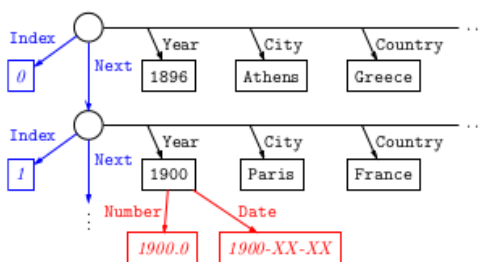 Index Year City Country ...
0 Next 1896 Athens Greece
Index Year City Country ...
1 Next 1900 Paris France
⋮ Number Date
1900.0 1900-XX-XX